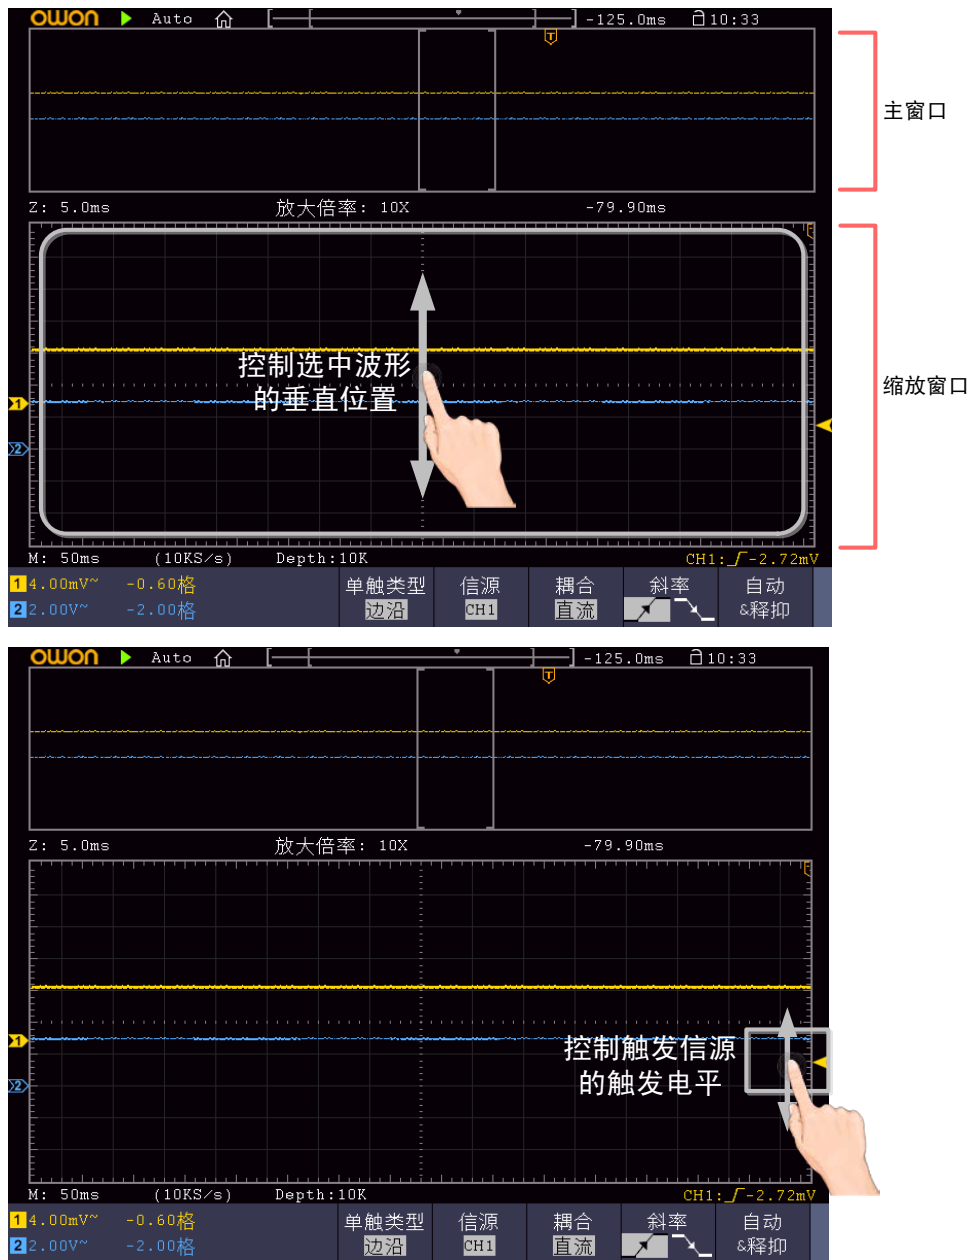 OWON Auto -125.0ms 10:33
T
主窗口
Z: 5.0ms 放大倍率: 10X -79.90ms
控制选中波形
的垂直位置
缩放窗口
1
2
M: 50ms (10KS/s) Depth:10K CH1: -2.72mV
1 4.00mV~ -0.60格 单触类型 信源 耦合 斜率 自动
2 2.00V~ -2.00格 边沿 CH1 直流 &释抑
OWON Auto -125.0ms 10:33
T
Z: 5.0ms 放大倍率: 10X -79.90ms
控制触发信源
的触发电平
1
2
M: 50ms (10KS/s) Depth:10K CH1: -2.72mV
1 4.00mV~ -0.60格 单触类型 信源 耦合 斜率 自动
2 2.00V~ -2.00格 边沿 CH1 直流 &释抑